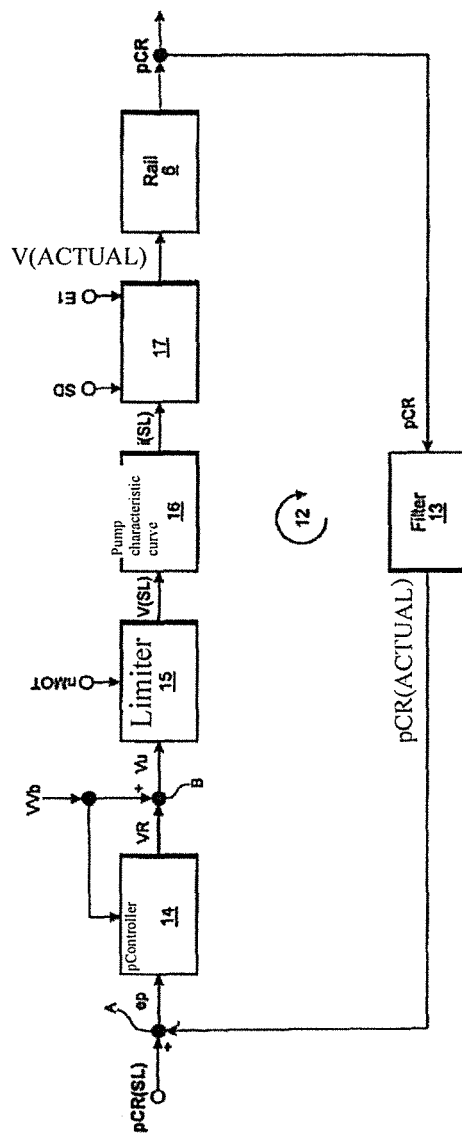 pCR(SL)
+
-
A
ep
pController
14
VR
VVb
+
B
Vu
nMOT
Limiter
15
V(SL)
Pump
characteristic
curve
16
i(SL)
SD
E1
17
V(ACTUAL)
Rail
6
pCR
12
pCR
Filter
13
pCR(ACTUAL)